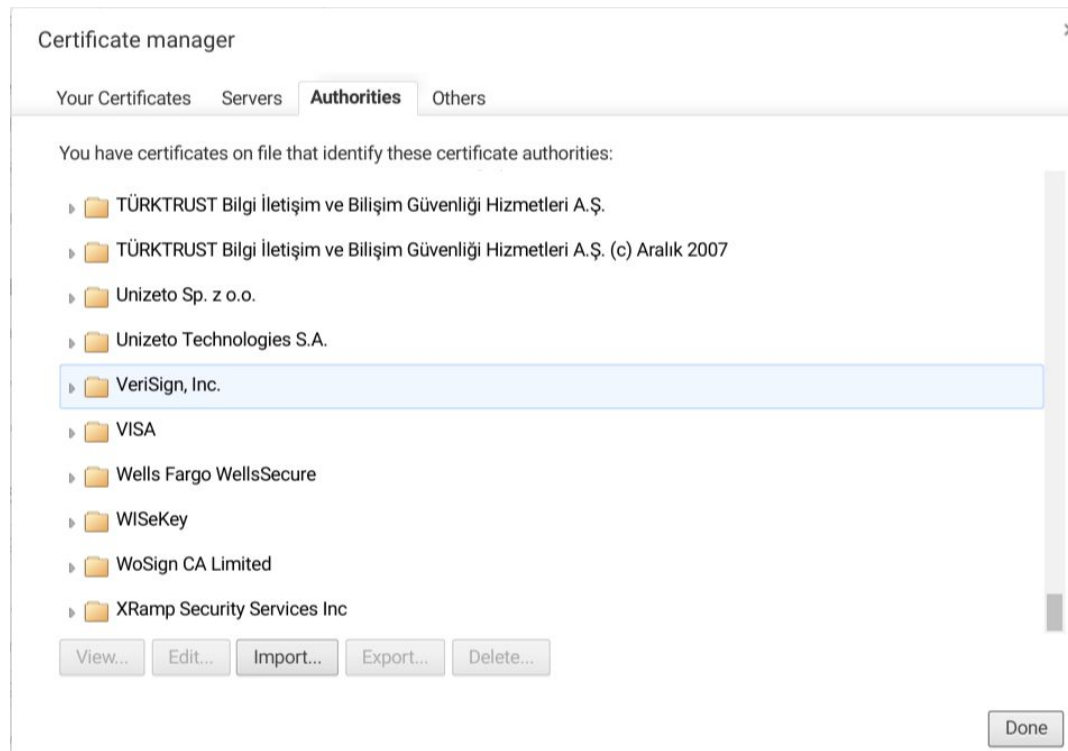 Certificate manager
Your Certificates Servers Authorities Others
You have certificates on file that identify these certificate authorities:
TÜRKTRUST Bilgi İletişim ve Bilişim Güvenliği Hizmetleri A.Ş.
TÜRKTRUST Bilgi İletişim ve Bilişim Güvenliği Hizmetleri A.Ş. (c) Aralık 2007
Unizeto Sp. z o.o.
Unizeto Technologies S.A.
VeriSign, Inc.
VISA
Wells Fargo WellsSecure
WISeKey
WoSign CA Limited
XRamp Security Services Inc
View... Edit... Import... Export... Delete...
Done